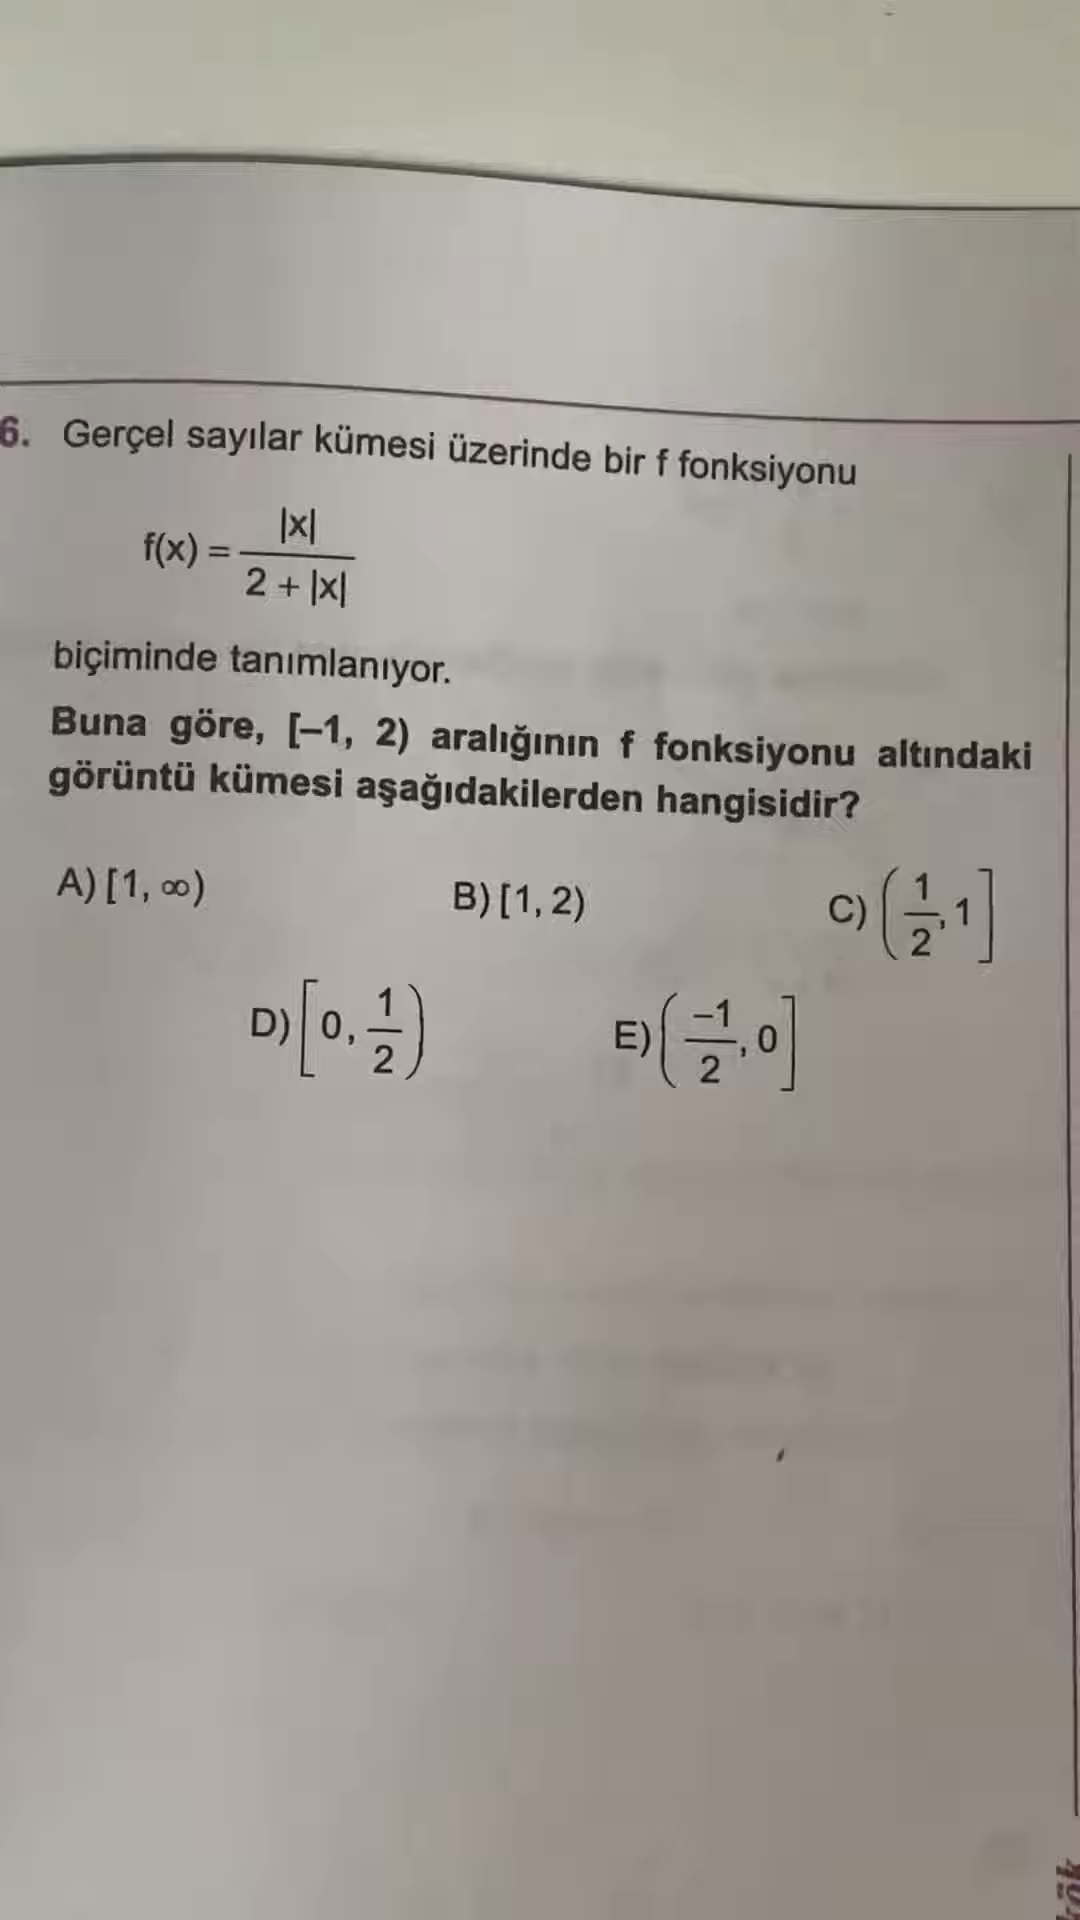 6. Gerçel sayılar kümesi üzerinde bir f fonksiyonu
f(x) = |x| / (2 + |x|)
biçiminde tanımlanıyor.
Buna göre, [–1, 2) aralığının f fonksiyonu altındaki
görüntü kümesi aşağıdakilerden hangisidir?
A) [1, ∞) B) [1, 2) C) (1/2, 1]
D) [0, 1/2) E) (–1/2, 0]